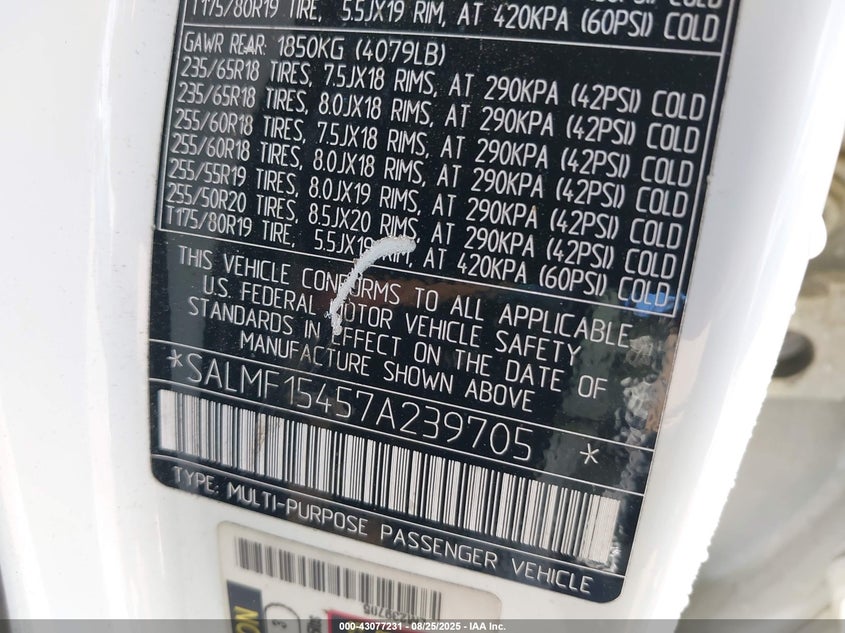 T175/80R19 TIRE, 5.5JX19 RIM, AT 420KPA (60PSI) COLD
GAWR REAR: 1850KG (4079LB)
235/65R18 TIRES, 7.5JX18 RIMS, AT 290KPA (42PSI) COLD
235/65R18 TIRES, 8.0JX18 RIMS, AT 290KPA (42PSI) COLD
255/60R18 TIRES, 7.5JX18 RIMS, AT 290KPA (42PSI) COLD
255/60R18 TIRES, 8.0JX18 RIMS, AT 290KPA (42PSI) COLD
255/55R19 TIRES, 8.0JX19 RIMS, AT 290KPA (42PSI) COLD
255/50R20 TIRES, 8.5JX20 RIMS, AT 290KPA (42PSI) COLD
T175/80R19 TIRE, 5.5JX19 RIM, AT 420KPA (60PSI) COLD
THIS VEHICLE CONFORMS TO ALL APPLICABLE
U.S. FEDERAL MOTOR VEHICLE SAFETY
STANDARDS IN EFFECT ON THE DATE OF
MANUFACTURE SHOWN ABOVE
*SALMF15457A239705 *
TYPE: MULTI-PURPOSE PASSENGER VEHICLE
3
000-43077231 - 08/25/2025 - IAA Inc.